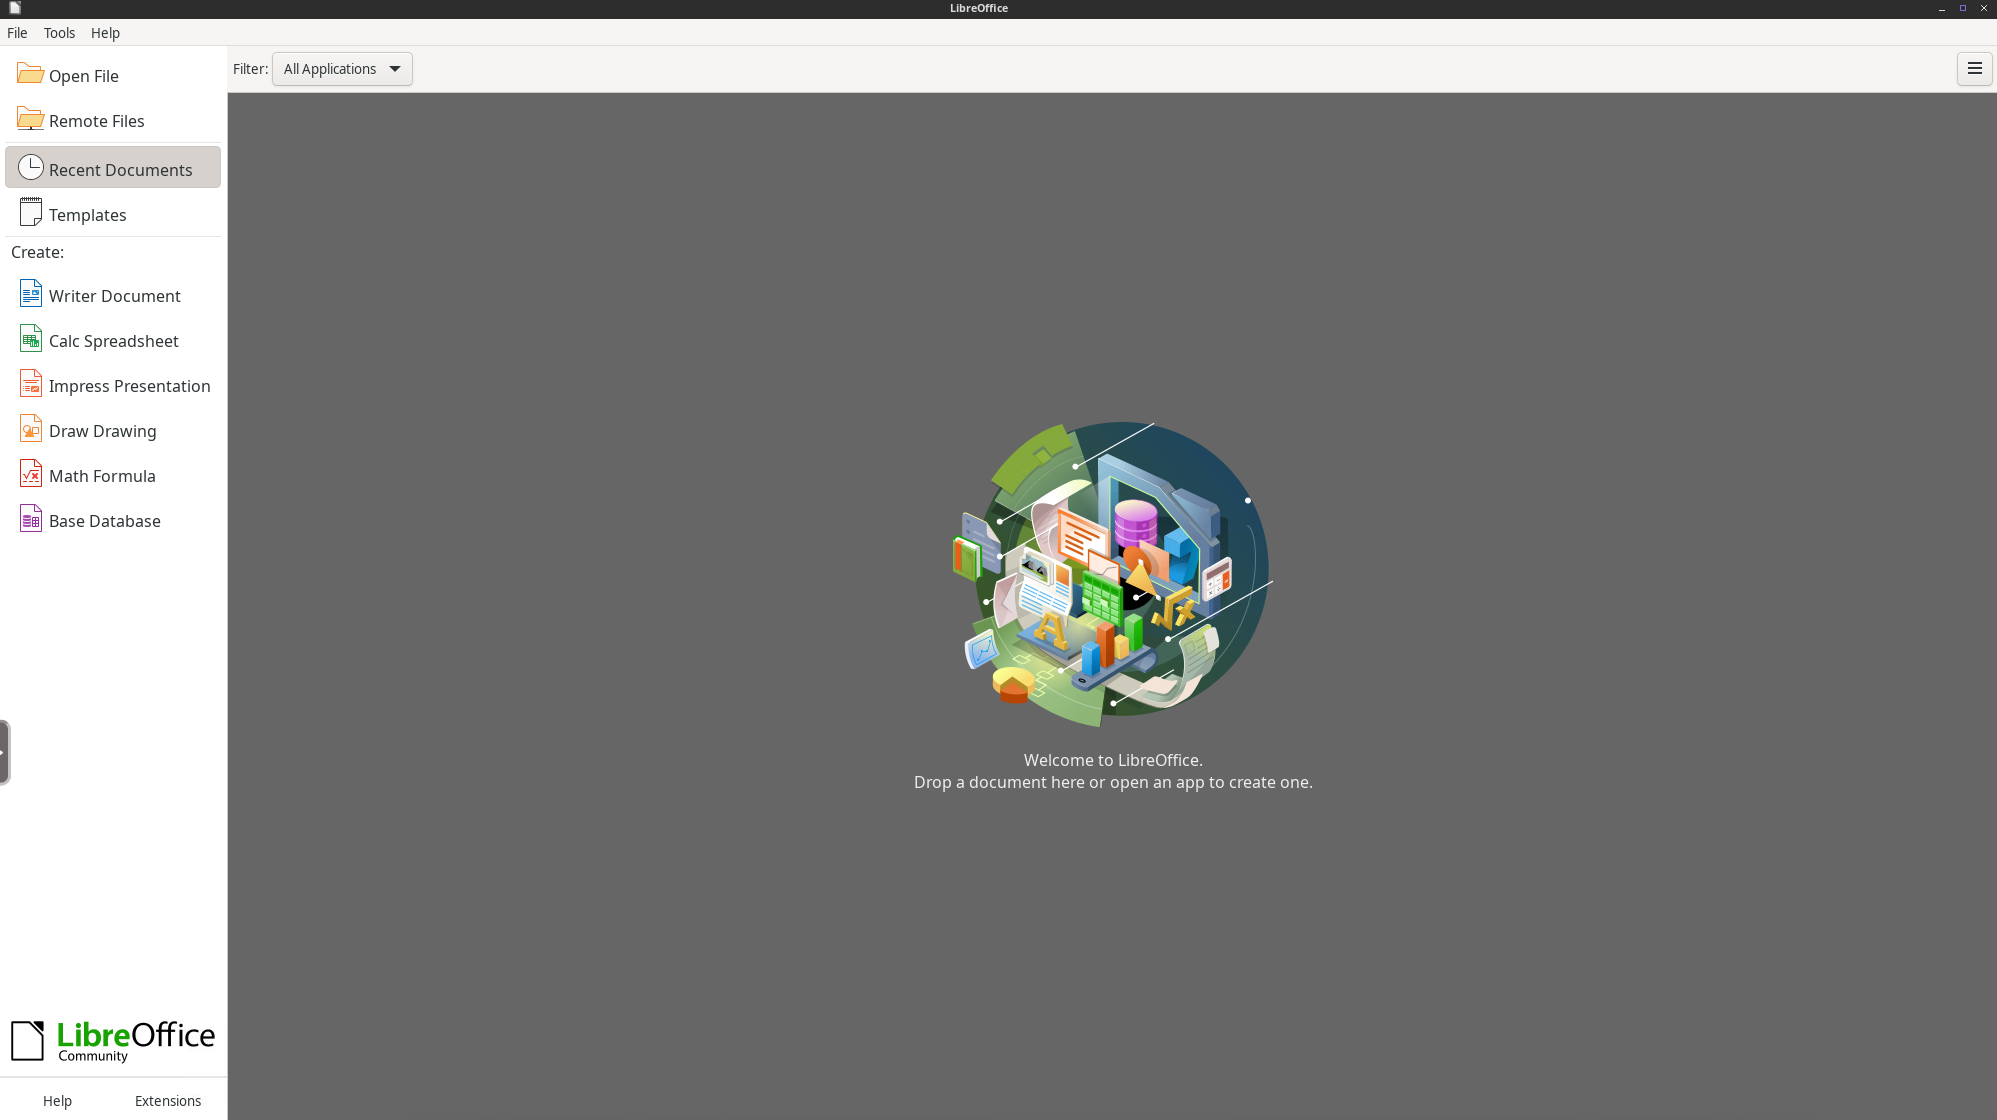 LibreOffice
File Tools Help
Open File
Remote Files
Recent Documents
Templates
Create:
Writer Document
Calc Spreadsheet
Impress Presentation
Draw Drawing
Math Formula
Base Database
LibreOffice
Community
Help Extensions
Filter: All Applications
Welcome to LibreOffice.
Drop a document here or open an app to create one.